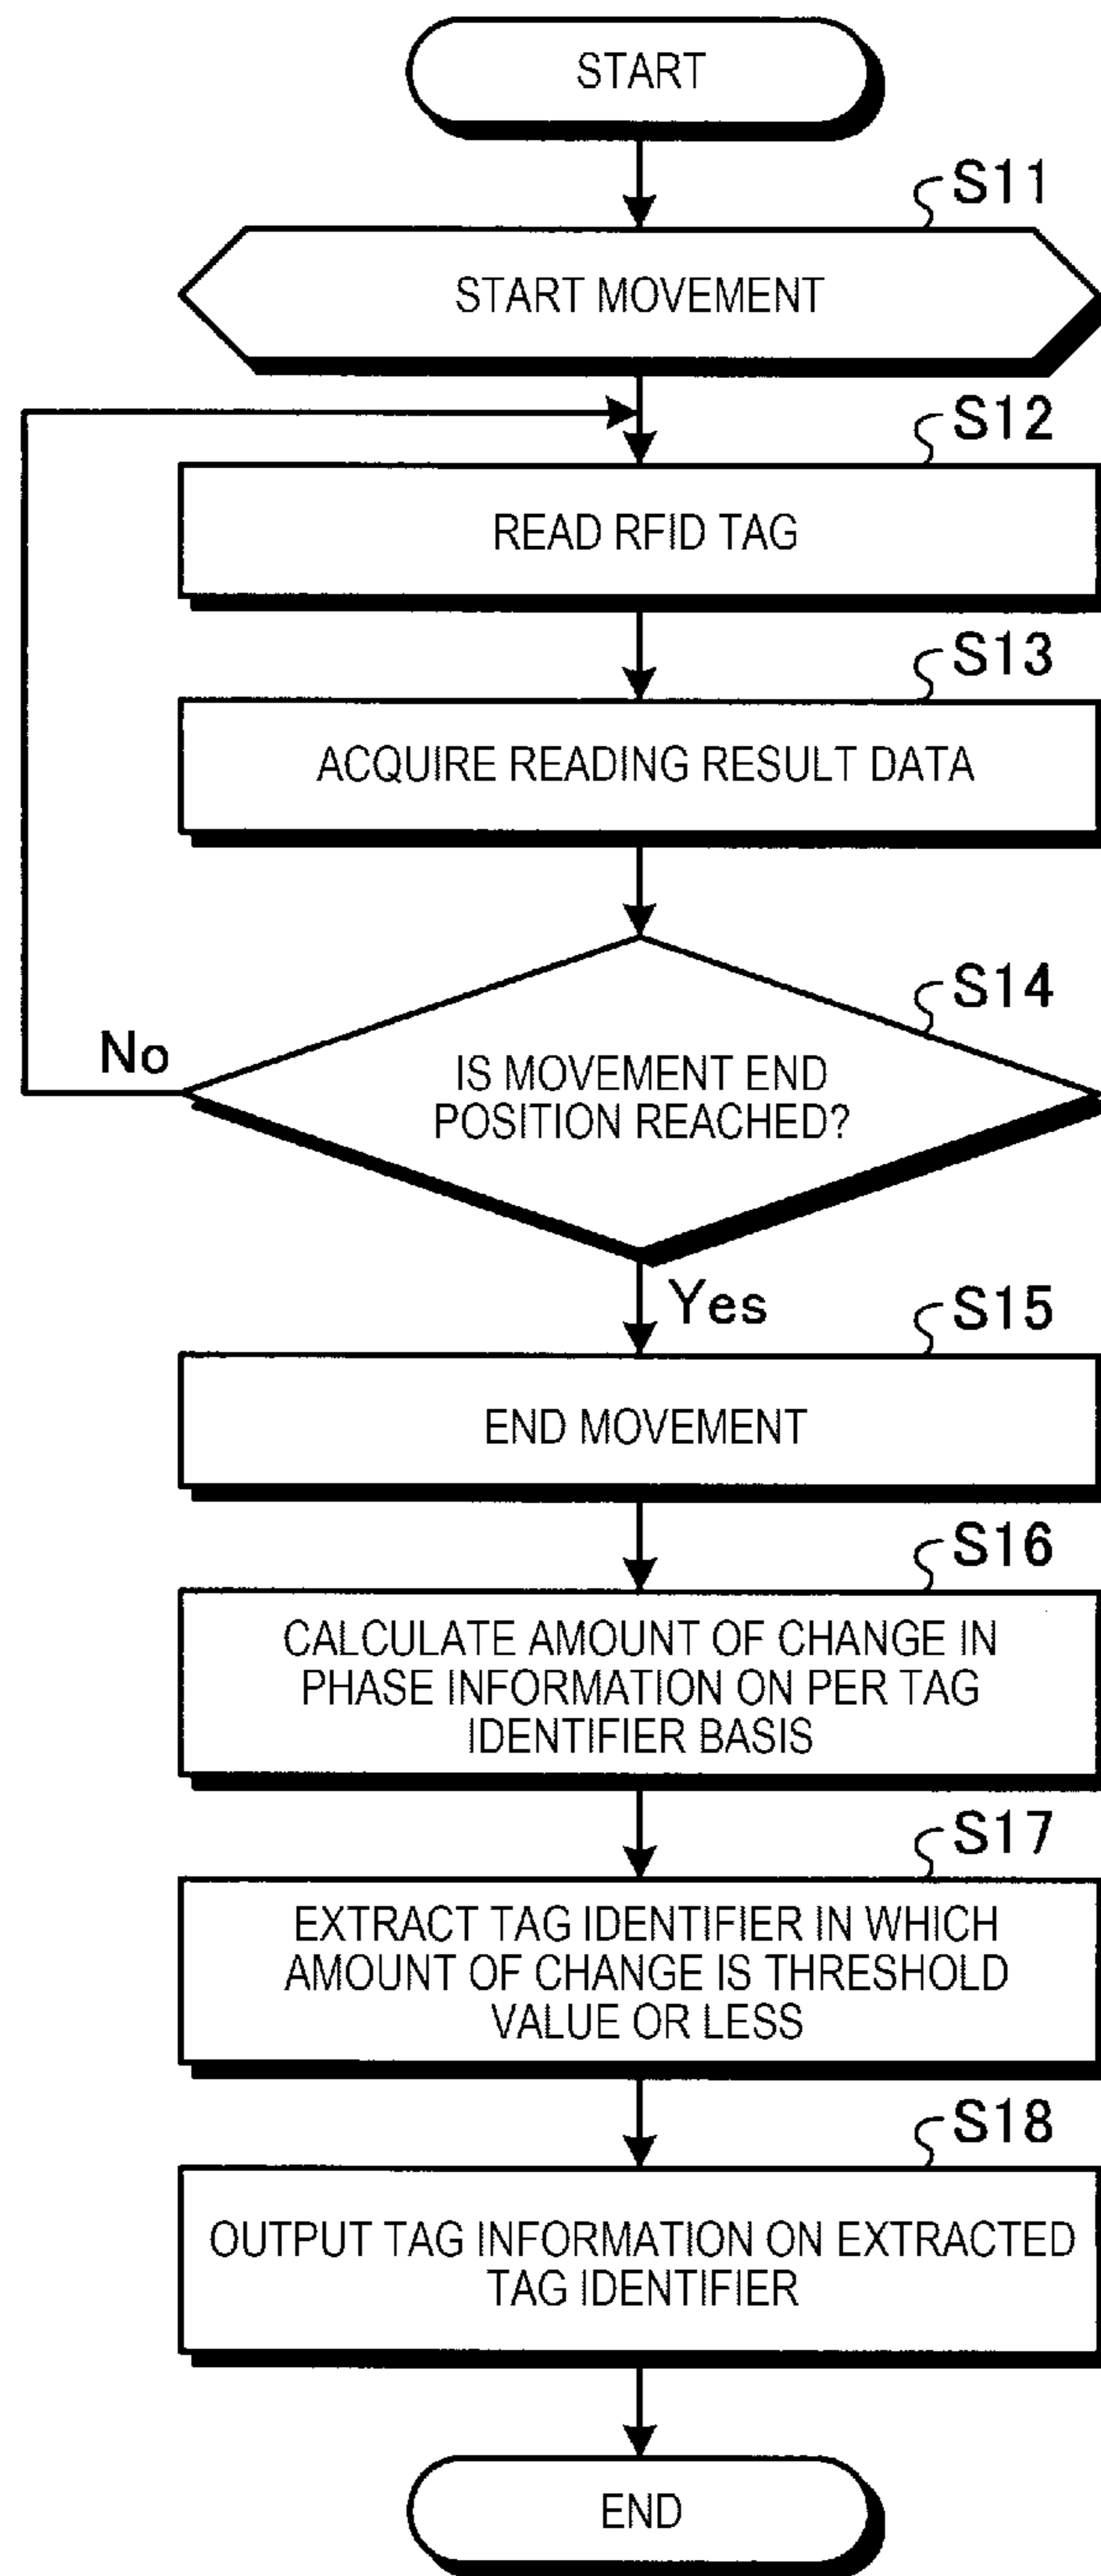 START
S11
START MOVEMENT
S12
READ RFID TAG
S13
ACQUIRE READING RESULT DATA
S14
No
IS MOVEMENT END
POSITION REACHED?
Yes
S15
END MOVEMENT
S16
CALCULATE AMOUNT OF CHANGE IN
PHASE INFORMATION ON PER TAG
IDENTIFIER BASIS
S17
EXTRACT TAG IDENTIFIER IN WHICH
AMOUNT OF CHANGE IS THRESHOLD
VALUE OR LESS
S18
OUTPUT TAG INFORMATION ON EXTRACTED
TAG IDENTIFIER
END